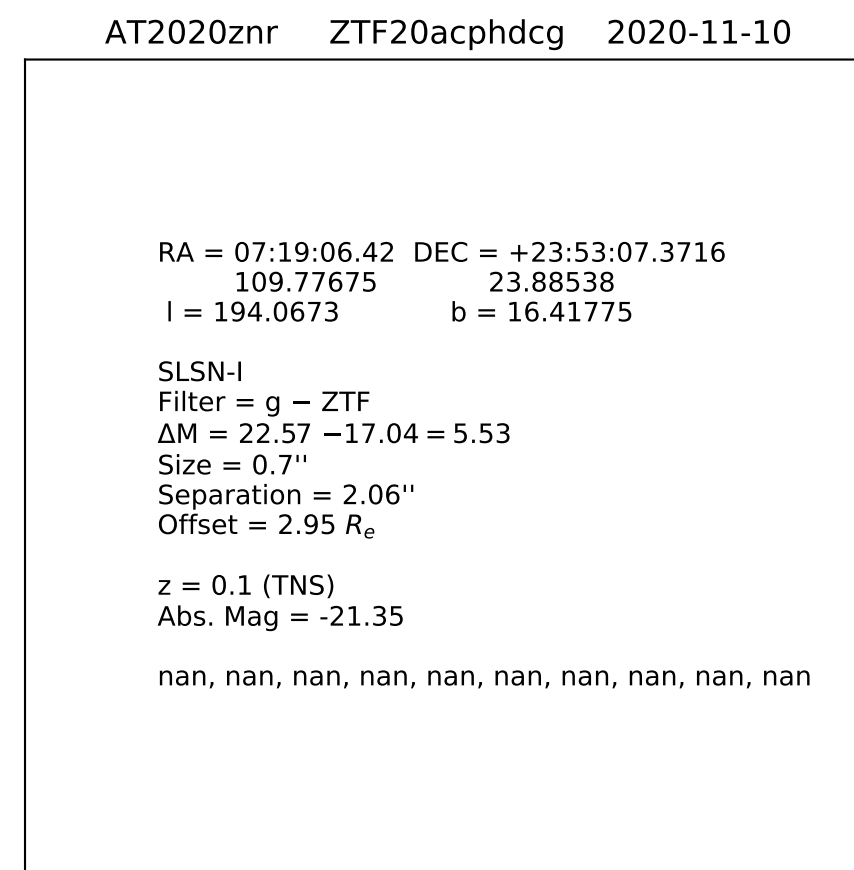 AT2020znr ZTF20acphdcg 2020-11-10
RA = 07:19:06.42 DEC = +23:53:07.3716
109.77675 23.88538
l = 194.0673 b = 16.41775
SLSN-I
Filter = g − ZTF
ΔM = 22.57 −17.04 = 5.53
Size = 0.7''
Separation = 2.06''
Offset = 2.95 Rₑ
z = 0.1 (TNS)
Abs. Mag = -21.35
nan, nan, nan, nan, nan, nan, nan, nan, nan, nan